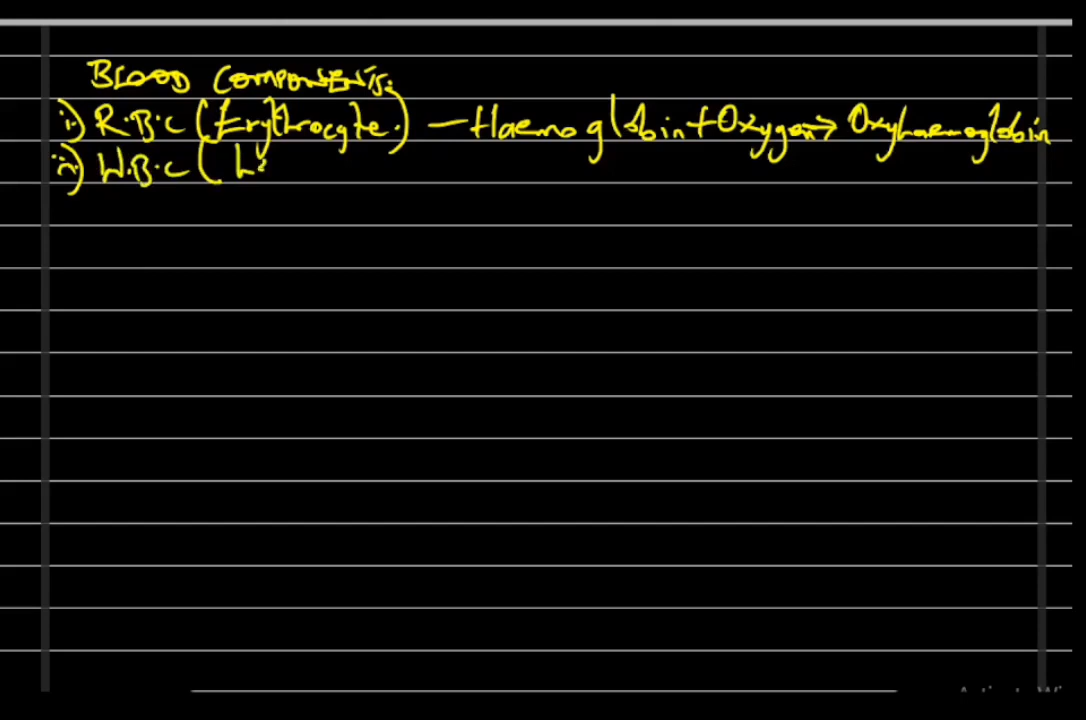 BLOOD COMPONENTS.
i) R.B.C (Erythrocyte.) — Haemoglobin + Oxygen → Oxyhaemoglobin
ii) W.B.C (